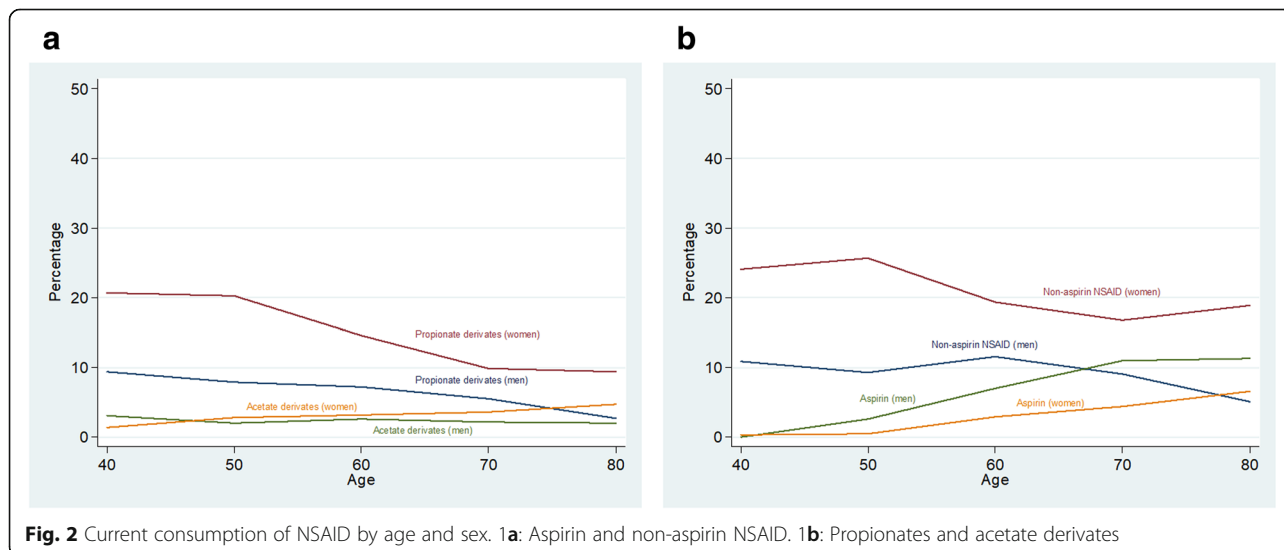 a
50
40
30
20
10
0
Percentage
Propionate derivates (women)
Propionate derivates (men)
Acetate derivates (women)
Acetate derivates (men)
40 50 60 70 80
Age
b
50
40
30
20
10
0
Percentage
Non-aspirin NSAID (women)
Non-aspirin NSAID (men)
Aspirin (men)
Aspirin (women)
40 50 60 70 80
Age
Fig. 2 Current consumption of NSAID by age and sex. 1a: Aspirin and non-aspirin NSAID. 1b: Propionates and acetate derivates